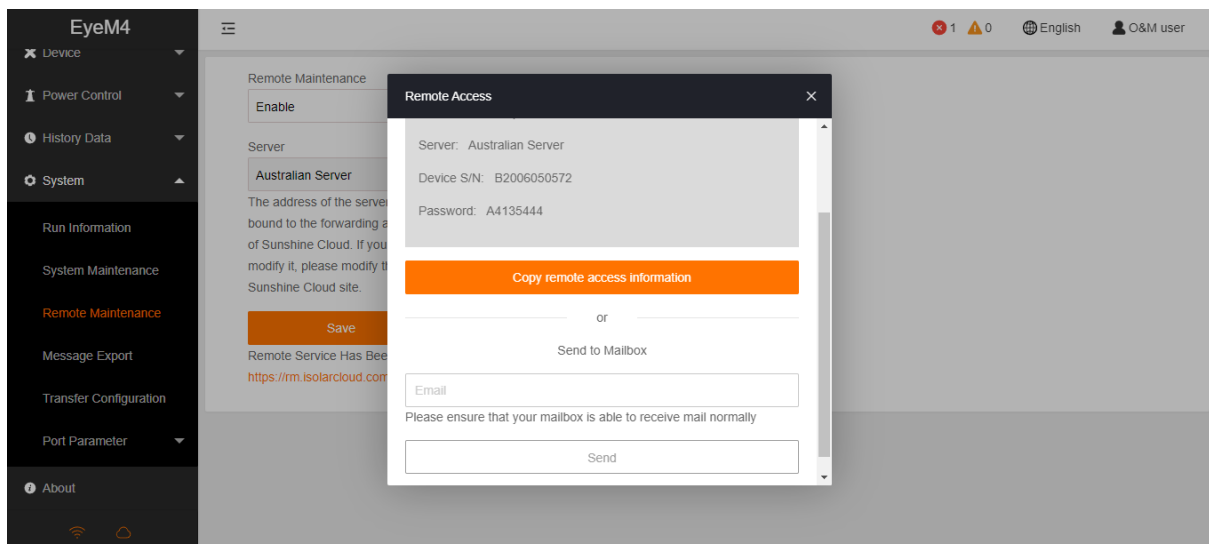 EyeM4
1
0
English
O&M user
Device
Power Control
History Data
System
Run Information
System Maintenance
Remote Maintenance
Message Export
Transfer Configuration
Port Parameter
About
Remote Maintenance
Enable
Server
Australian Server
The address of the server
bound to the forwarding a
of Sunshine Cloud. If you
modify it, please modify t
Sunshine Cloud site.
Save
Remote Service Has Bee
https://rm.isolarcloud.com
Remote Access
Server: Australian Server
Device S/N: B2006050572
Password: A4135444
Copy remote access information
or
Send to Mailbox
Email
Please ensure that your mailbox is able to receive mail normally
Send